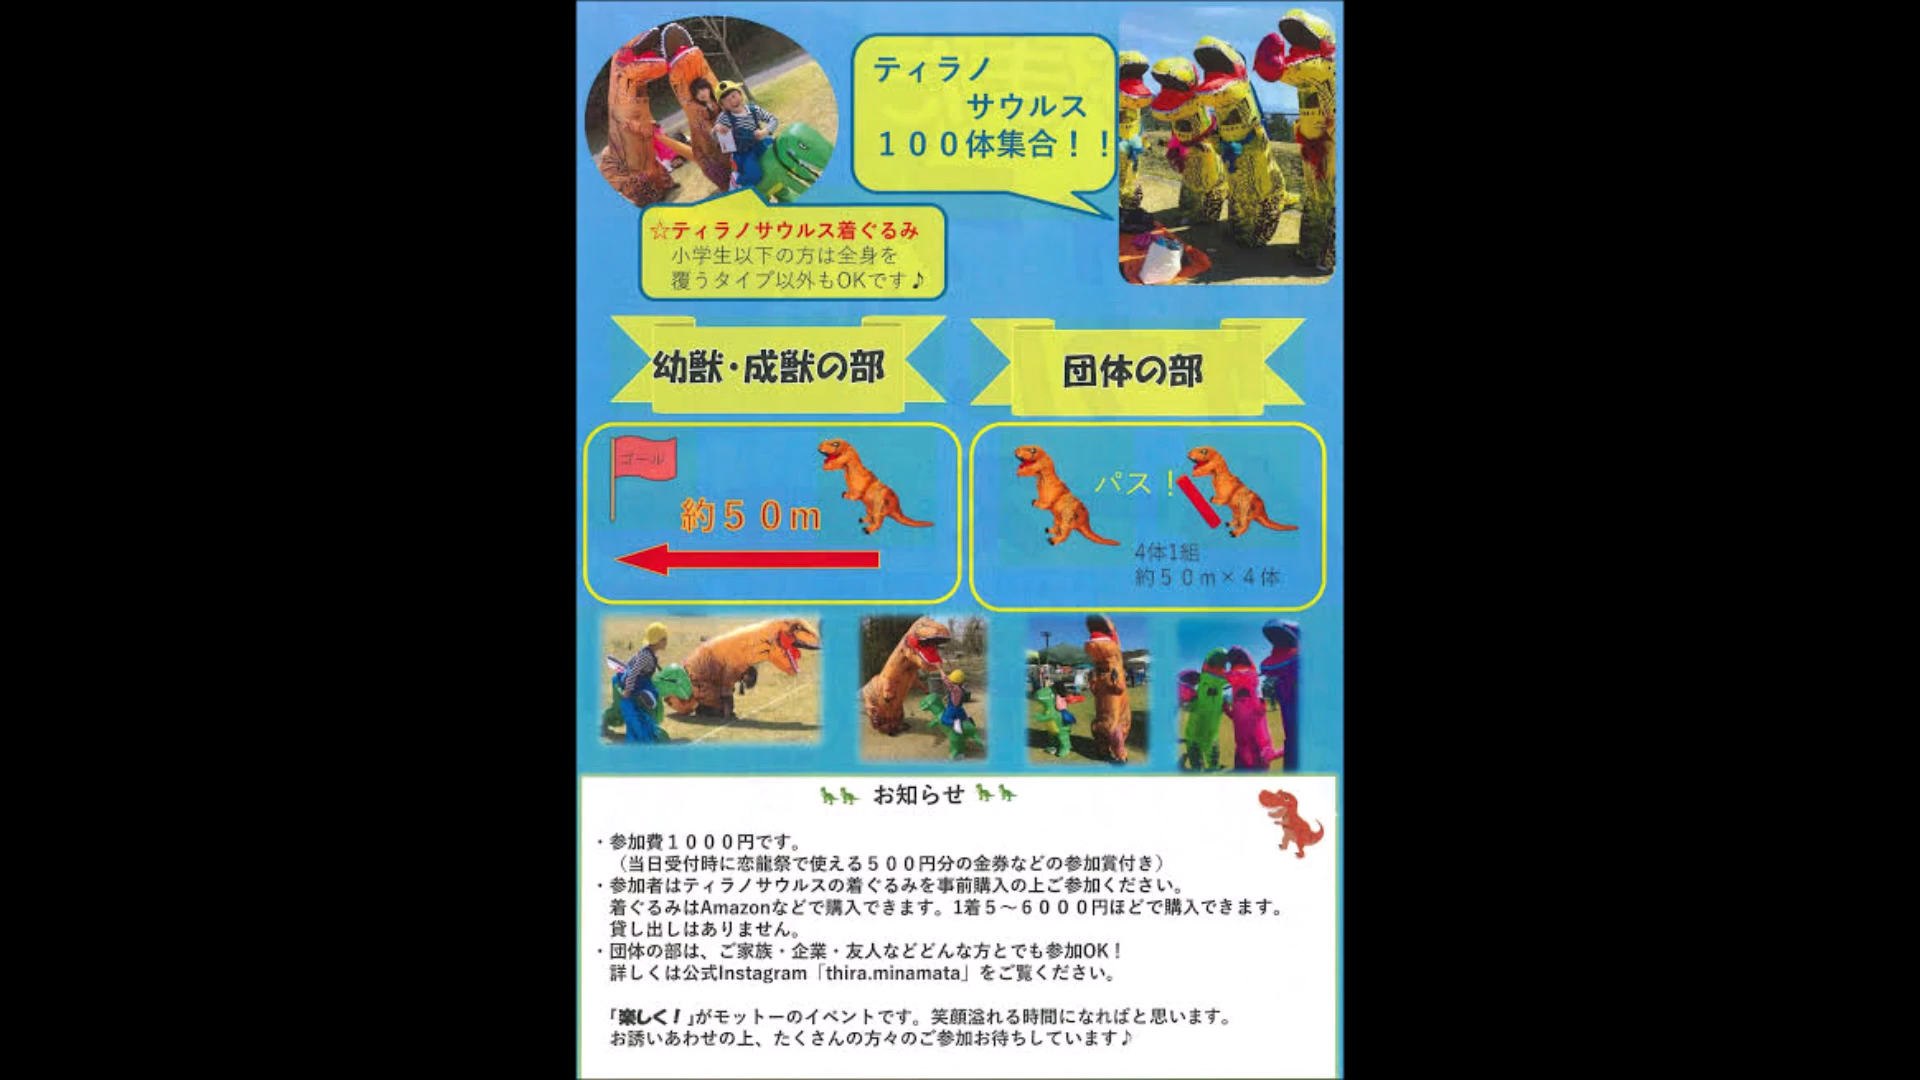 ティラノ
サウルス
１００体集合！！
☆ティラノサウルス着ぐるみ
小学生以下の方は全身を
覆うタイプ以外もOKです♪
幼獣・成獣の部
団体の部
ゴール
約５０ｍ
パス！
4体1組
約５０ｍ×４体
お知らせ
・参加費１０００円です。
（当日受付時に恋龍祭で使える５００円分の金券などの参加賞付き）
・参加者はティラノサウルスの着ぐるみを事前購入の上ご参加ください。
着ぐるみはAmazonなどで購入できます。1着５～６０００円ほどで購入できます。
貸し出しはありません。
・団体の部は、ご家族・企業・友人などどんな方とでも参加OK！
詳しくは公式Instagram「thira.minamata」をご覧ください。
「楽しく！」がモットーのイベントです。笑顔溢れる時間になればと思います。
お誘いあわせの上、たくさんの方々のご参加お待ちしています♪